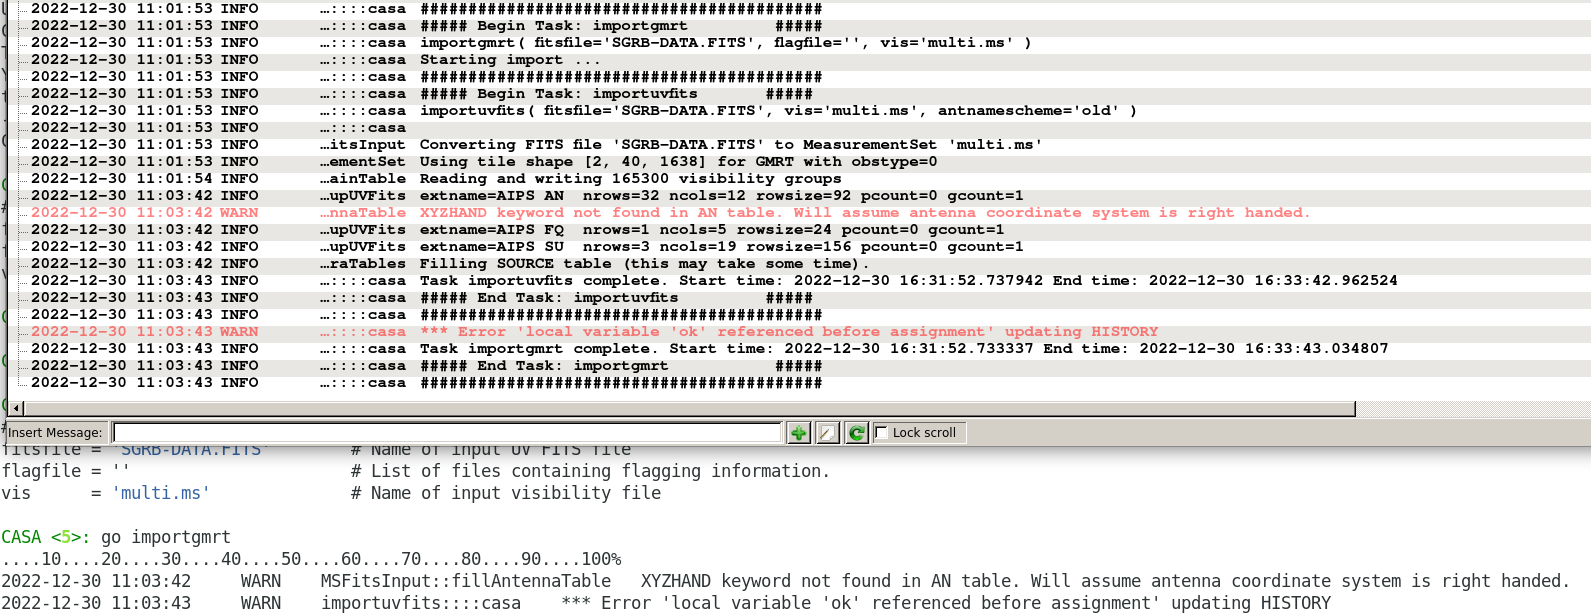 2022-12-30 11:01:53 INFO …::::casa ##########################################
2022-12-30 11:01:53 INFO …::::casa ##### Begin Task: importgmrt #####
2022-12-30 11:01:53 INFO …::::casa importgmrt( fitsfile='SGRB-DATA.FITS', flagfile='', vis='multi.ms' )
2022-12-30 11:01:53 INFO …::::casa Starting import ...
2022-12-30 11:01:53 INFO …::::casa ##########################################
2022-12-30 11:01:53 INFO …::::casa ##### Begin Task: importuvfits #####
2022-12-30 11:01:53 INFO …::::casa importuvfits( fitsfile='SGRB-DATA.FITS', vis='multi.ms', antnamescheme='old' )
2022-12-30 11:01:53 INFO …::::casa
2022-12-30 11:01:53 INFO …itsInput Converting FITS file 'SGRB-DATA.FITS' to MeasurementSet 'multi.ms'
2022-12-30 11:01:53 INFO …ementSet Using tile shape [2, 40, 1638] for GMRT with obstype=0
2022-12-30 11:01:54 INFO …ainTable Reading and writing 165300 visibility groups
2022-12-30 11:03:42 INFO …upUVFits extname=AIPS AN nrows=32 ncols=12 rowsize=92 pcount=0 gcount=1
2022-12-30 11:03:42 WARN …nnaTable XYZHAND keyword not found in AN table. Will assume antenna coordinate system is right handed.
2022-12-30 11:03:42 INFO …upUVFits extname=AIPS FQ nrows=1 ncols=5 rowsize=24 pcount=0 gcount=1
2022-12-30 11:03:42 INFO …upUVFits extname=AIPS SU nrows=3 ncols=19 rowsize=156 pcount=0 gcount=1
2022-12-30 11:03:42 INFO …raTables Filling SOURCE table (this may take some time).
2022-12-30 11:03:42 INFO …::::casa Task importuvfits complete. Start time: 2022-12-30 16:31:52.737942 End time: 2022-12-30 16:33:42.962524
2022-12-30 11:03:43 INFO …::::casa ##### End Task: importuvfits #####
2022-12-30 11:03:43 INFO …::::casa ##########################################
2022-12-30 11:03:43 WARN …::::casa *** Error 'local variable 'ok' referenced before assignment' updating HISTORY
2022-12-30 11:03:43 INFO …::::casa Task importgmrt complete. Start time: 2022-12-30 16:31:52.733337 End time: 2022-12-30 16:33:43.034807
2022-12-30 11:03:43 INFO …::::casa ##### End Task: importgmrt #####
2022-12-30 11:03:43 INFO …::::casa ##########################################
Insert Message: Lock scroll
fitsfile = 'SGRB-DATA.FITS' # Name of input UV FITS file
flagfile = '' # List of files containing flagging information.
vis = 'multi.ms' # Name of input visibility file
CASA <5>: go importgmrt
....10....20....30....40....50....60....70....80....90....100%
2022-12-30 11:03:42 WARN MSFitsInput::fillAntennaTable XYZHAND keyword not found in AN table. Will assume antenna coordinate system is right handed.
2022-12-30 11:03:43 WARN importuvfits::::casa *** Error 'local variable 'ok' referenced before assignment' updating HISTORY